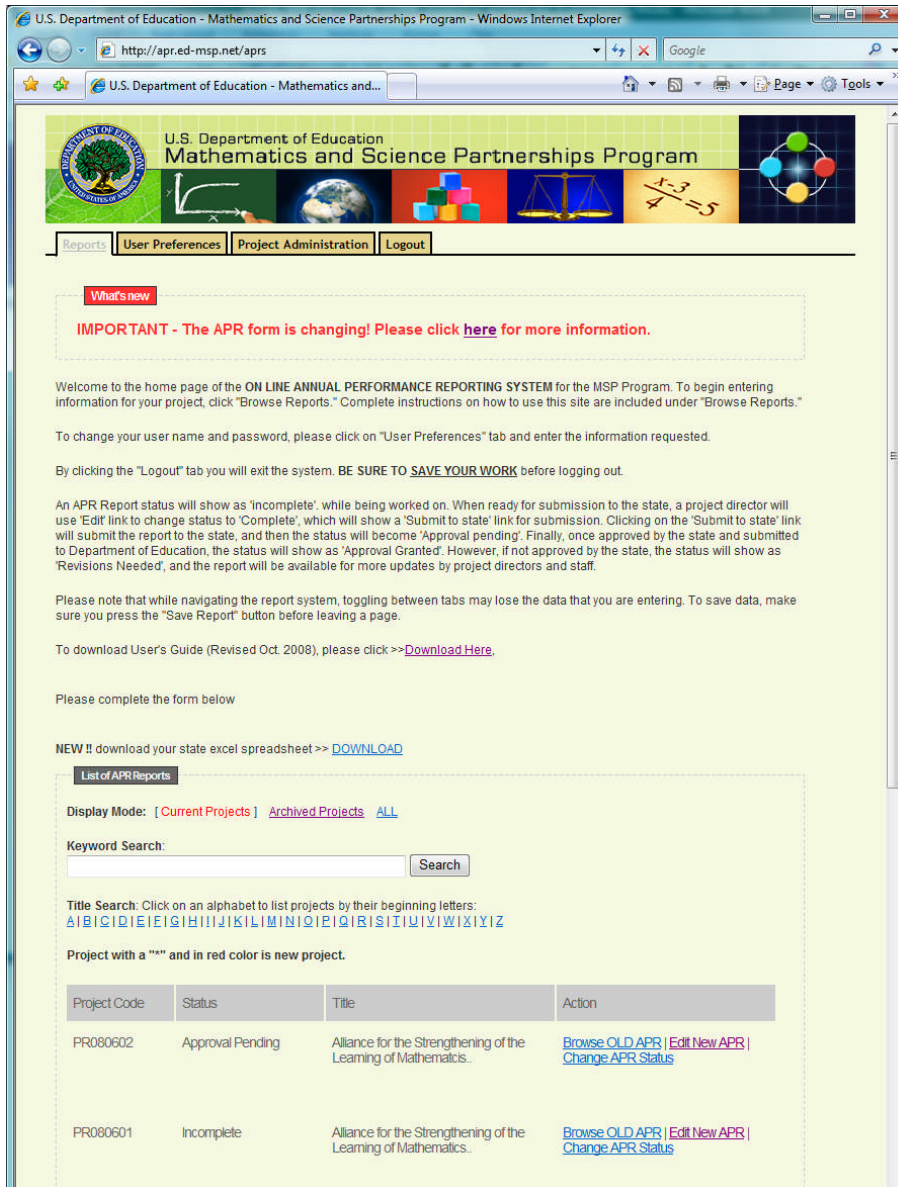 U.S. Department of Education - Mathematics and Science Partnerships Program - Windows Internet Explorer
http://apr.ed-msp.net/aprs
Google
U.S. Department of Education - Mathematics and...
Page
Tools
DEPARTMENT OF EDUCATION
UNITED STATES OF AMERICA
U.S. Department of Education
Mathematics and Science Partnerships Program
Y
X
x-3
4
=5
Reports
User Preferences
Project Administration
Logout
What's new
IMPORTANT - The APR form is changing! Please click here for more information.
Welcome to the home page of the ON LINE ANNUAL PERFORMANCE REPORTING SYSTEM for the MSP Program. To begin entering
information for your project, click "Browse Reports." Complete instructions on how to use this site are included under "Browse Reports."
To change your user name and password, please click on "User Preferences" tab and enter the information requested.
By clicking the "Logout" tab you will exit the system. BE SURE TO SAVE YOUR WORK before logging out.
An APR Report status will show as 'incomplete'. while being worked on. When ready for submission to the state, a project director will
use 'Edit' link to change status to 'Complete', which will show a 'Submit to state' link for submission. Clicking on the 'Submit to state' link
will submit the report to the state, and then the status will become 'Approval pending'. Finally, once approved by the state and submitted
to Department of Education, the status will show as 'Approval Granted'. However, if not approved by the state, the status will show as
'Revisions Needed', and the report will be available for more updates by project directors and staff.
Please note that while navigating the report system, toggling between tabs may lose the data that you are entering. To save data, make
sure you press the "Save Report" button before leaving a page.
To download User's Guide (Revised Oct. 2008), please click >>Download Here,
Please complete the form below
NEW !! download your state excel spreadsheet >> DOWNLOAD
List of APR Reports
Display Mode: [ Current Projects ] Archived Projects ALL
Keyword Search:
Search
Title Search: Click on an alphabet to list projects by their beginning letters:
A | B | C | D | E | F | G | H | I | J | K | L | M | N | O | P | Q | R | S | T | U | V | W | X | Y | Z
Project with a "*" and in red color is new project.
Project Code Status Title Action
PR080602 Approval Pending Alliance for the Strengthening of the Browse OLD APR | Edit New APR |
Learning of Mathematcis.. Change APR Status
PR080601 Incomplete Alliance for the Strengthening of the Browse OLD APR | Edit New APR |
Learning of Mathematics.. Change APR Status